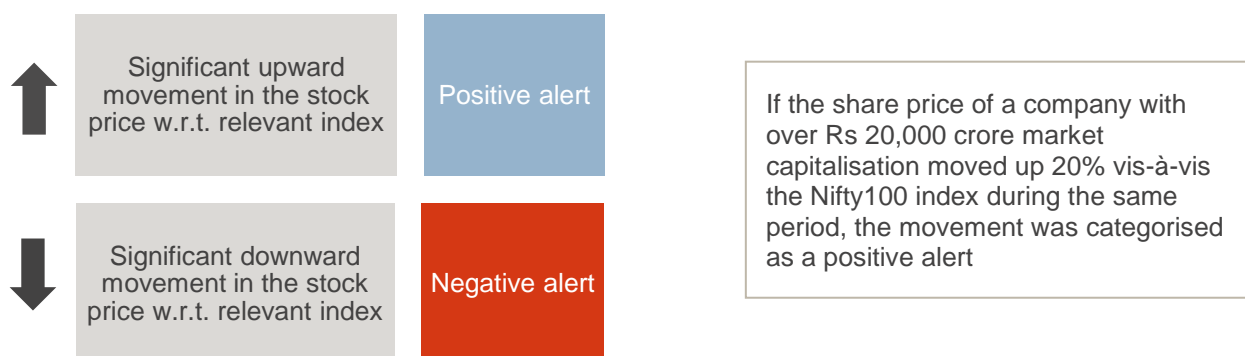 Significant upward
movement in the stock
price w.r.t. relevant index
Positive alert
Significant downward
movement in the stock
price w.r.t. relevant index
Negative alert
If the share price of a company with
over Rs 20,000 crore market
capitalisation moved up 20% vis-à-vis
the Nifty100 index during the same
period, the movement was categorised
as a positive alert